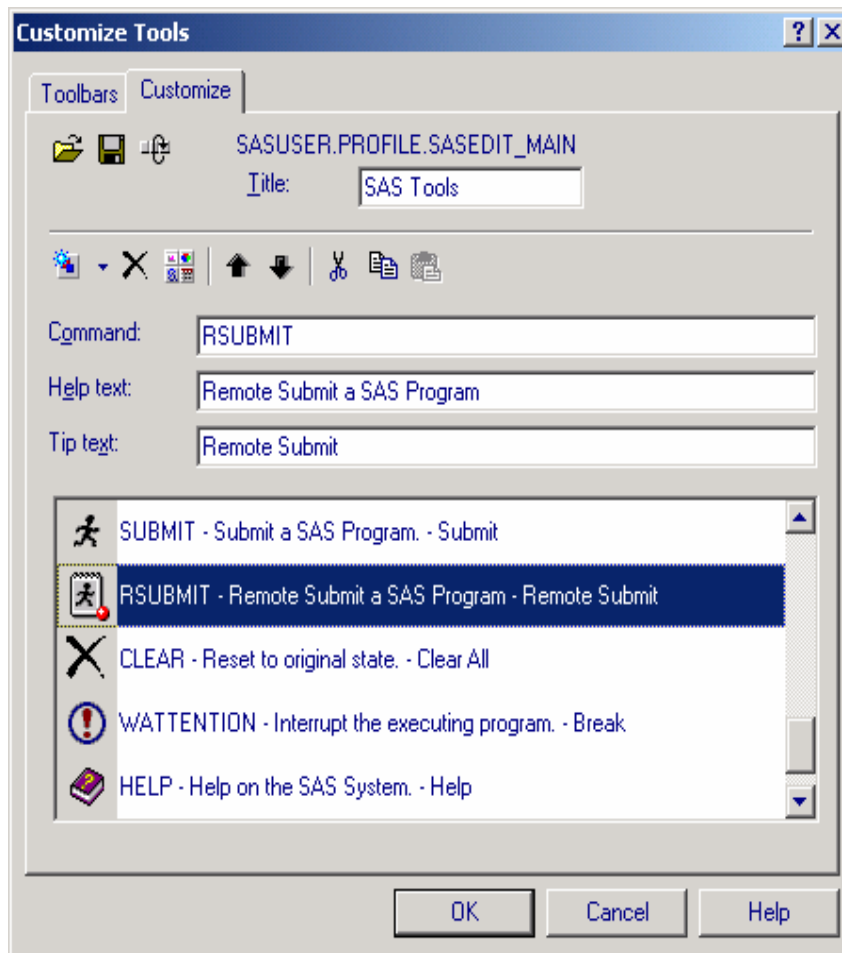 Customize Tools
Toolbars Customize
SASUSER.PROFILE.SASEDIT_MAIN
Title: SAS Tools
Command: RSUBMIT
Help text: Remote Submit a SAS Program
Tip text: Remote Submit
SUBMIT - Submit a SAS Program. - Submit
RSUBMIT - Remote Submit a SAS Program - Remote Submit
CLEAR - Reset to original state. - Clear All
WATTENTION - Interrupt the executing program. - Break
HELP - Help on the SAS System. - Help
OK Cancel Help